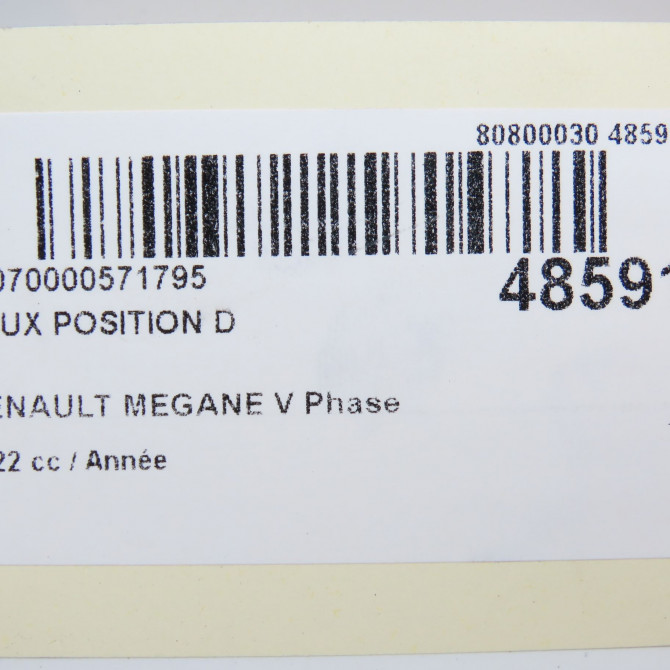 80800030 4859
070000571795
48591
UX POSITION D
ENAULT MEGANE V Phase
22 cc / Année